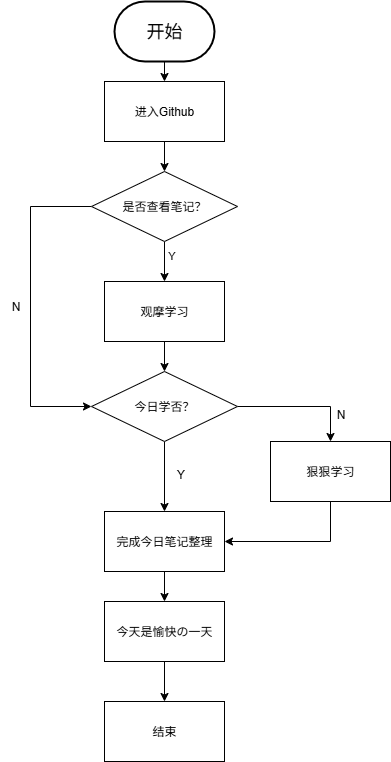 开始
进入Github
是否查看笔记？
Y
N
观摩学习
今日学否？
N
Y
狠狠学习
完成今日笔记整理
今天是愉快の一天
结束